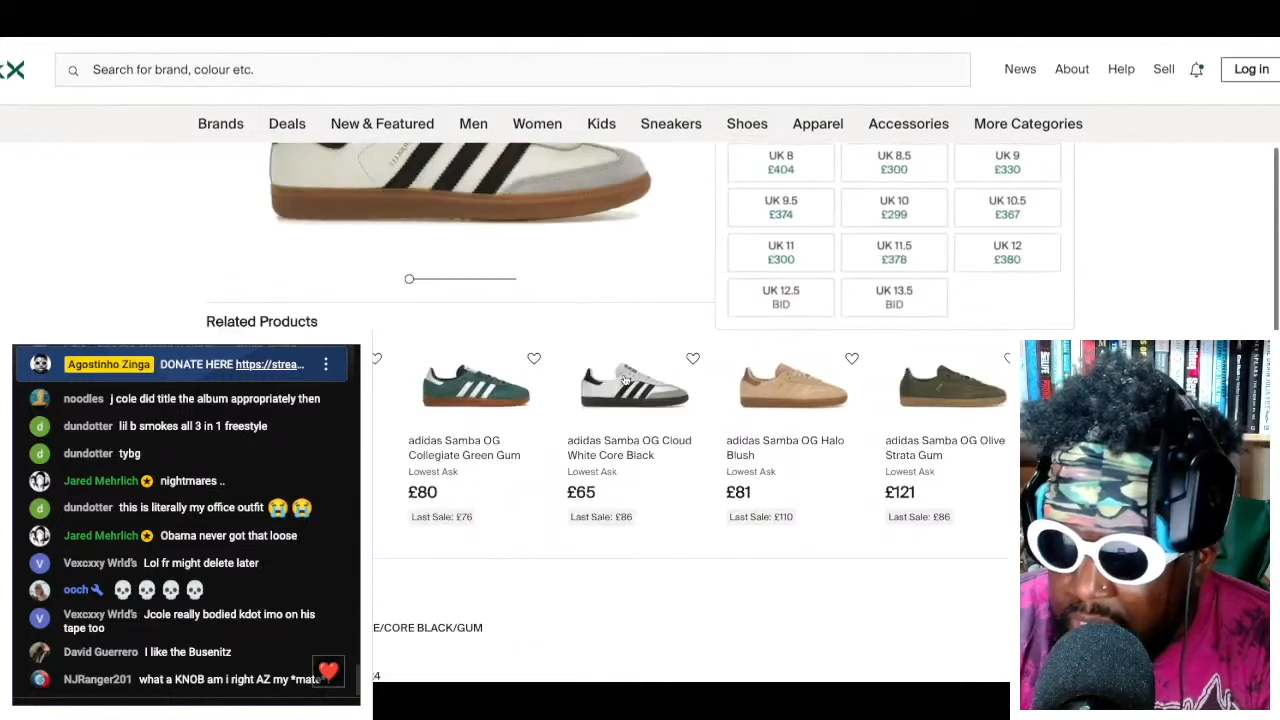 X
Search for brand, colour etc.
News About Help Sell Log in
Brands Deals New & Featured Men Women Kids Sneakers Shoes Apparel Accessories More Categories
UK 8 UK 8.5 UK 9
£404 £300 £330
UK 9.5 UK 10 UK 10.5
£374 £299 £367
UK 11 UK 11.5 UK 12
£300 £378 £380
UK 12.5 UK 13.5
BID BID
Related Products
adidas Samba OG
Collegiate Green Gum
Lowest Ask
£80
Last Sale: £76
adidas Samba OG Cloud
White Core Black
Lowest Ask
£65
Last Sale: £86
adidas Samba OG Halo
Blush
Lowest Ask
£81
Last Sale: £110
adidas Samba OG Olive
Strata Gum
Lowest Ask
£121
Last Sale: £86
E/CORE BLACK/GUM
4
Agostinho Zinga DONATE HERE https://strea...
noodles j cole did title the album appropriately then
d dundotter lil b smokes all 3 in 1 freestyle
d dundotter tybg
Jared Mehrlich nightmares ..
d dundotter this is literally my office outfit 😭😭
Jared Mehrlich Obama never got that loose
V Vexcxxy Wrld's Lol fr might delete later
ooch 💀💀💀💀
V Vexcxxy Wrld's Jcole really bodied kdot imo on his
tape too
David Guerrero I like the Busenitz
NJRanger201 what a KNOB am i right AZ my *mat